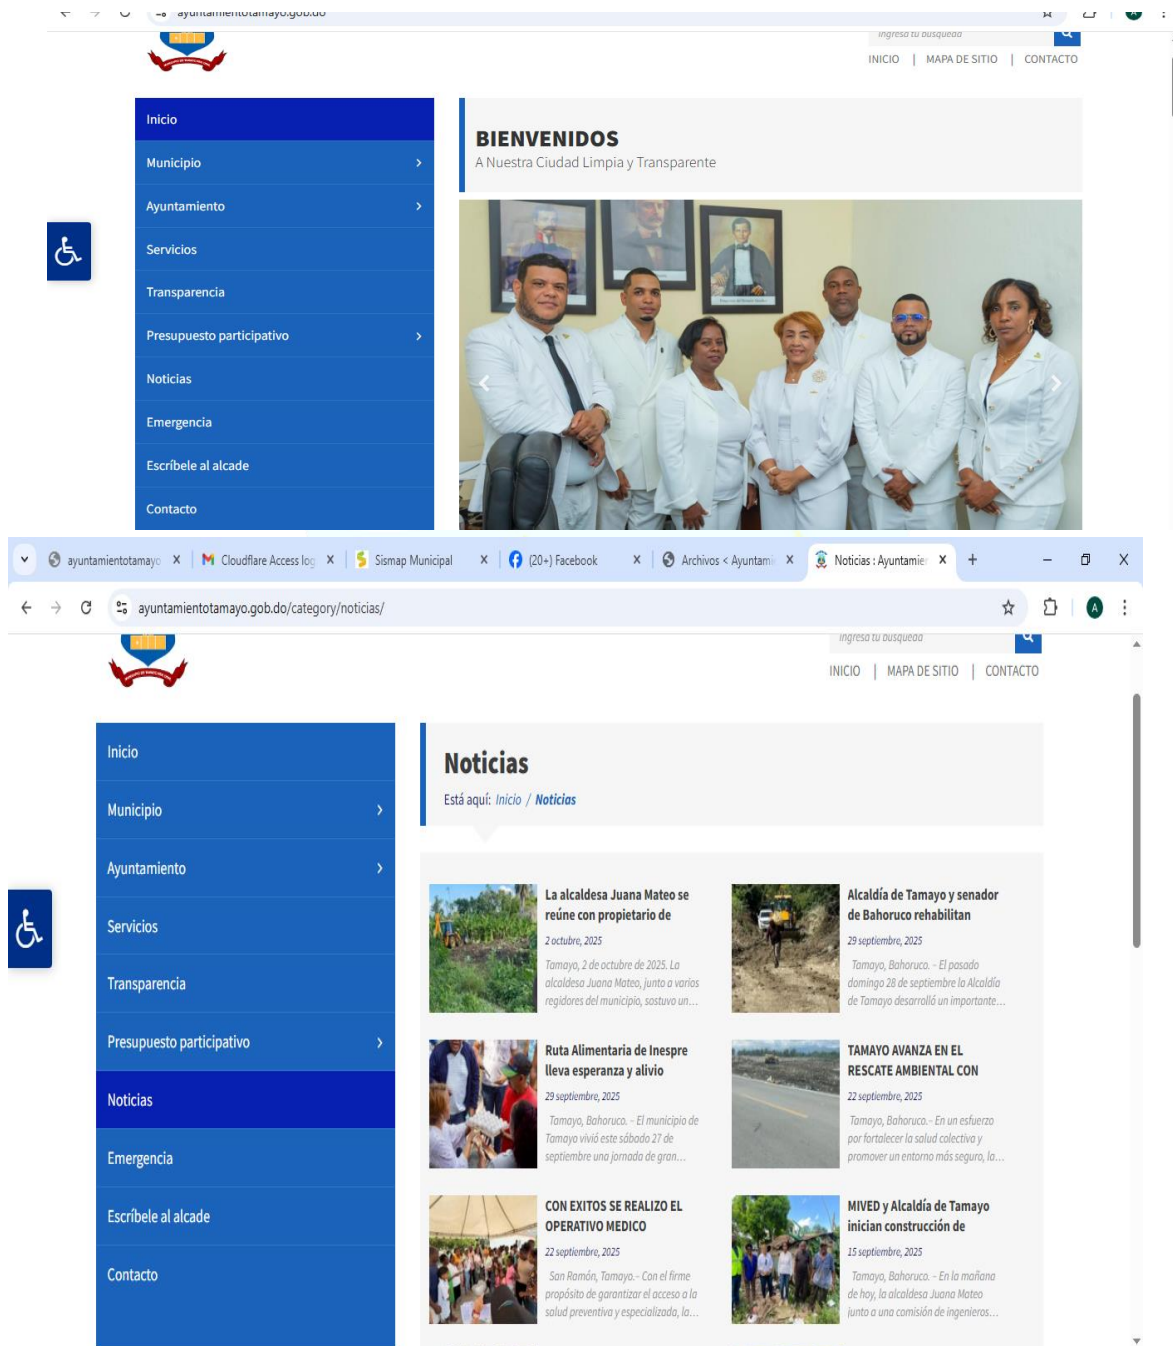 ayuntamientotamayo.gob.do
Ingresa tu búsqueda
INICIO | MAPA DE SITIO | CONTACTO
Inicio
Municipio
Ayuntamiento
Servicios
Transparencia
Presupuesto participativo
Noticias
Emergencia
Escríbele al alcade
Contacto
BIENVENIDOS
A Nuestra Ciudad Limpia y Transparente
ayuntamientotamayo
Cloudflare Access log
Sismap Municipal
(20+) Facebook
Archivos < Ayuntami
Noticias : Ayuntamie
ayuntamientotamayo.gob.do/category/noticias/
A
Ingresa tu búsqueda
INICIO | MAPA DE SITIO | CONTACTO
Inicio
Municipio
Ayuntamiento
Servicios
Transparencia
Presupuesto participativo
Noticias
Emergencia
Escríbele al alcade
Contacto
Noticias
Está aquí: Inicio / Noticias
La alcaldesa Juana Mateo se
reúne con propietario de
2 octubre, 2025
Tamayo, 2 de octubre de 2025. La
alcaldesa Juana Mateo, junto a varios
regidores del municipio, sostuvo un...
Alcaldía de Tamayo y senador
de Bahoruco rehabilitan
29 septiembre, 2025
Tamayo, Bahoruco. - El pasado
domingo 28 de septiembre la Alcaldía
de Tamayo desarrolló un importante...
Ruta Alimentaria de Inespre
lleva esperanza y alivio
29 septiembre, 2025
Tamayo, Bahoruco. - El municipio de
Tamayo vivió este sábado 27 de
septiembre una jornada de gran...
TAMAYO AVANZA EN EL
RESCATE AMBIENTAL CON
22 septiembre, 2025
Tamayo, Bahoruco.- En un esfuerzo
por fortalecer la salud colectiva y
promover un entorno más seguro, la...
CON EXITOS SE REALIZO EL
OPERATIVO MEDICO
22 septiembre, 2025
San Ramón, Tamayo.- Con el firme
propósito de garantizar el acceso a la
salud preventiva y especializada, la...
MIVED y Alcaldía de Tamayo
inician construcción de
15 septiembre, 2025
Tamayo, Bahoruco. - En la mañana
de hoy, la alcaldesa Juana Mateo
junto a una comisión de ingenieros...